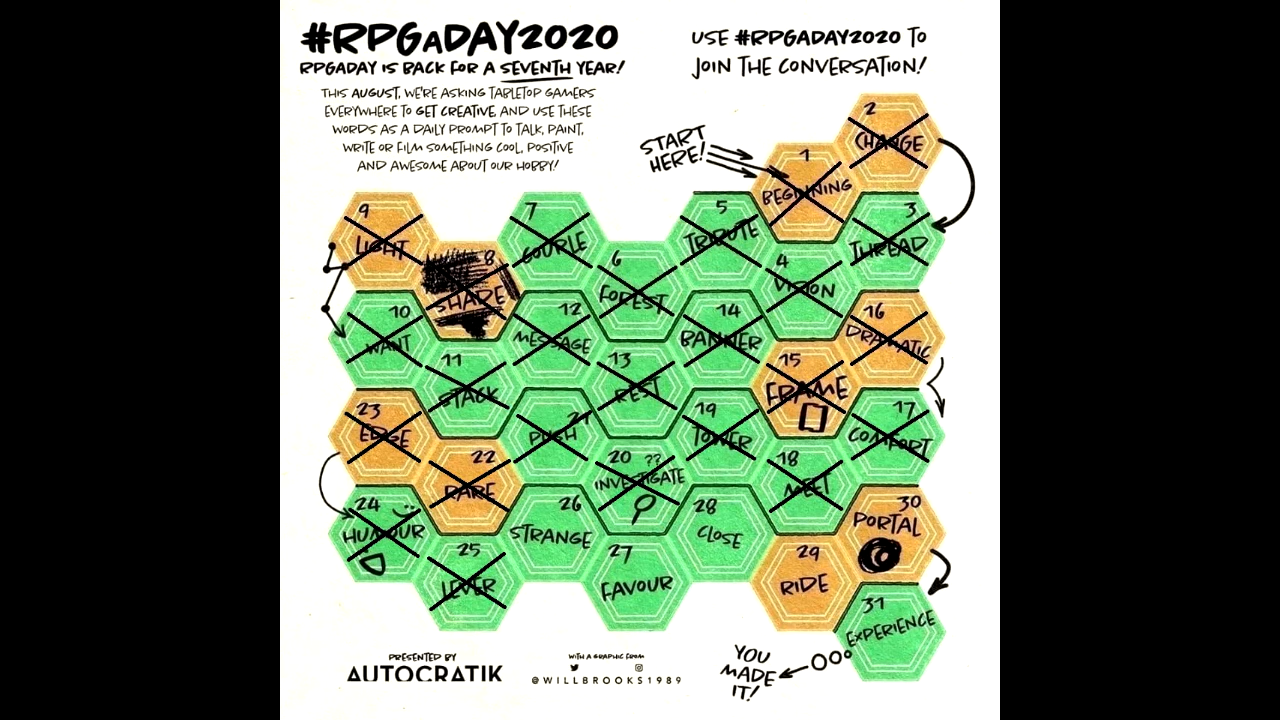 #RPGaDAY2020
RPGADAY IS BACK FOR A SEVENTH YEAR!
THIS AUGUST, WE'RE ASKING TABLETOP GAMERS
EVERYWHERE TO GET CREATIVE, AND USE THESE
WORDS AS A DAILY PROMPT TO TALK, PAINT,
WRITE OR FILM SOMETHING COOL, POSITIVE
AND AWESOME ABOUT OUR HOBBY!
USE #RPGADAY2020 TO
JOIN THE CONVERSATION!
START
HERE!
1
BEGINNING
2
CHANGE
3
THREAD
4
VISION
5
TRIBUTE
6
FOREST
7
COUPLE
8
SHADE
9
LIGHT
10
WANT
11
STACK
12
MESSAGE
13
REST
14
BANNER
15
FRAME
16
DRAMATIC
17
COMFORT
18
MEET
19
TOWER
20
??
INVESTIGATE
21
PUSH
22
RARE
23
EDGE
24
HUMOUR
25
LEVER
26
STRANGE
27
FAVOUR
28
CLOSE
29
RIDE
30
PORTAL
31
EXPERIENCE
YOU
MADE
IT!
PRESENTED BY
AUTOCRATIK
WITH A GRAPHIC FROM
@WILLBROOKS1989